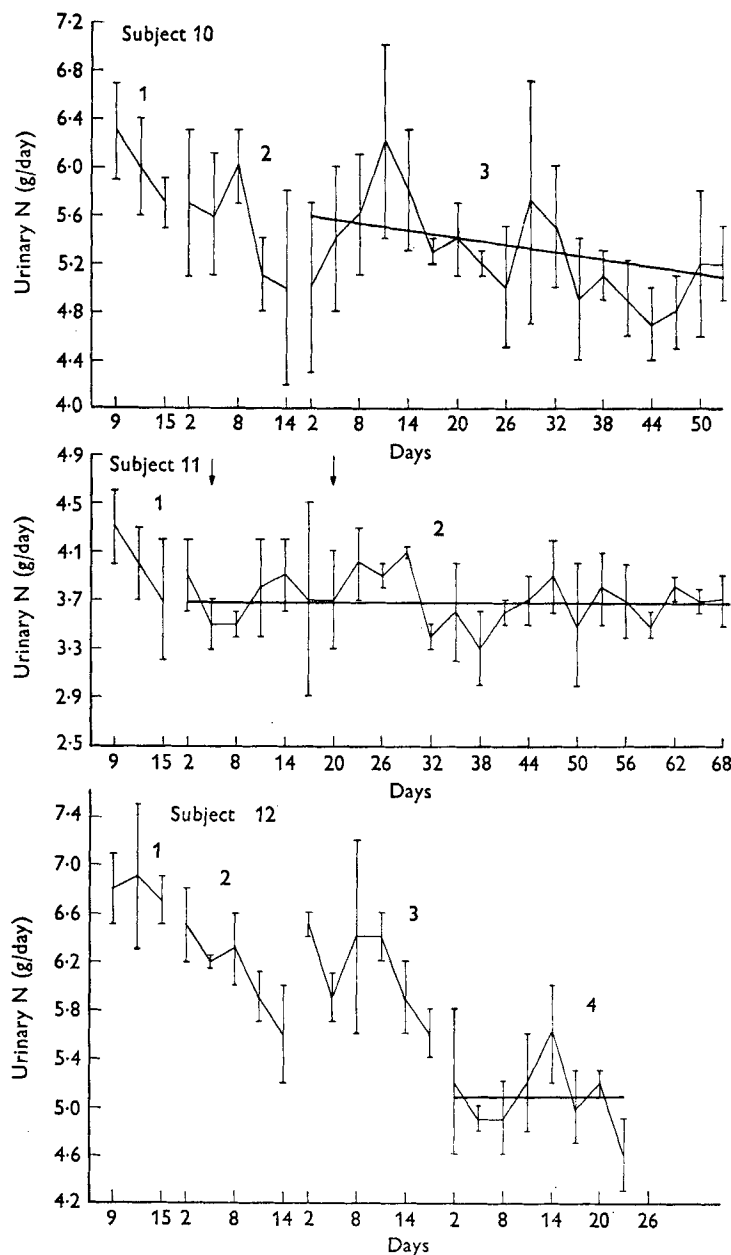 Subject 10
7·2
6·8
6·4
6·0
5·6
5·2
4·8
4·4
4·0
Urinary N (g/day)
1
2
3
9 15 2 8 14 2 8 14 20 26 32 38 44 50
Days
Subject 11
4·9
4·5
4·1
3·7
3·3
2·9
2·5
Urinary N (g/day)
1
2
9 15 2 8 14 20 26 32 38 44 50 56 62 68
Days
Subject 12
7·4
7·0
6·6
6·2
5·8
5·4
5·0
4·6
4·2
Urinary N (g/day)
1
2
3
4
9 15 2 8 14 2 8 14 2 8 14 20 26
Days